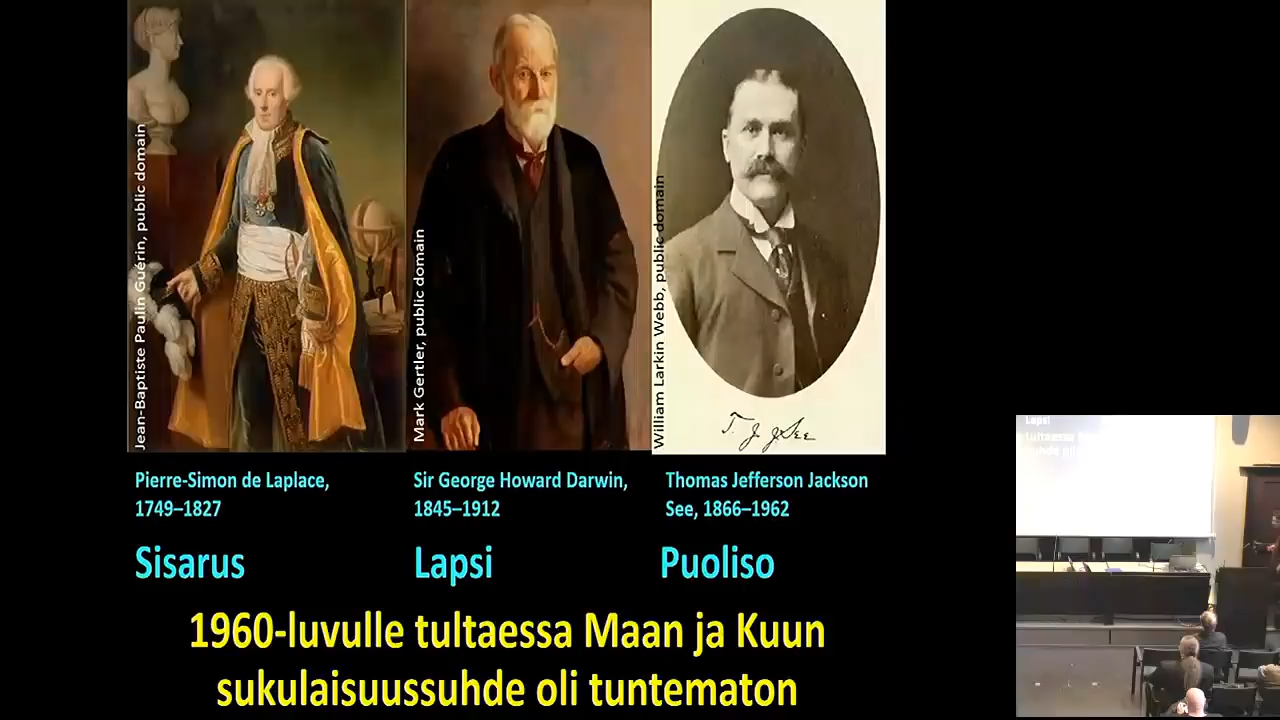 Jean-Baptiste Paulin Guérin, public domain
Mark Gertler, public domain
William Larkin Webb, public domain
T. J. J. See
Pierre-Simon de Laplace,
1749–1827
Sir George Howard Darwin,
1845–1912
Thomas Jefferson Jackson
See, 1866–1962
Sisarus
Lapsi
Puoliso
1960-luvulle tultaessa Maan ja Kuun
sukulaisuussuhde oli tuntematon
Lapsi
tultaessa